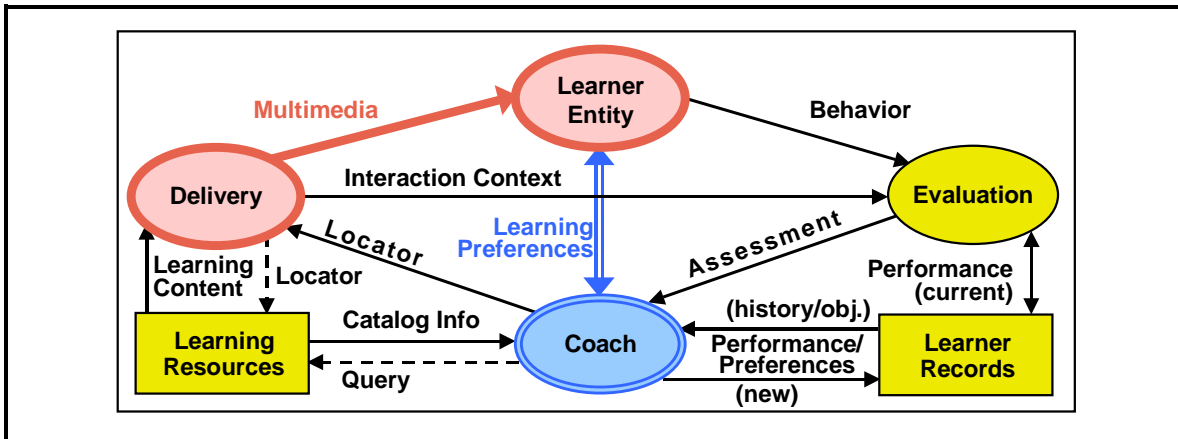 Learner
Entity
Multimedia
Behavior
Delivery
Interaction Context
Evaluation
Learning
Preferences
Locator
Assessment
Learning
Content
Locator
Performance
(current)
Learning
Resources
Catalog Info
Query
Coach
(history/obj.)
Performance/
Preferences
(new)
Learner
Records